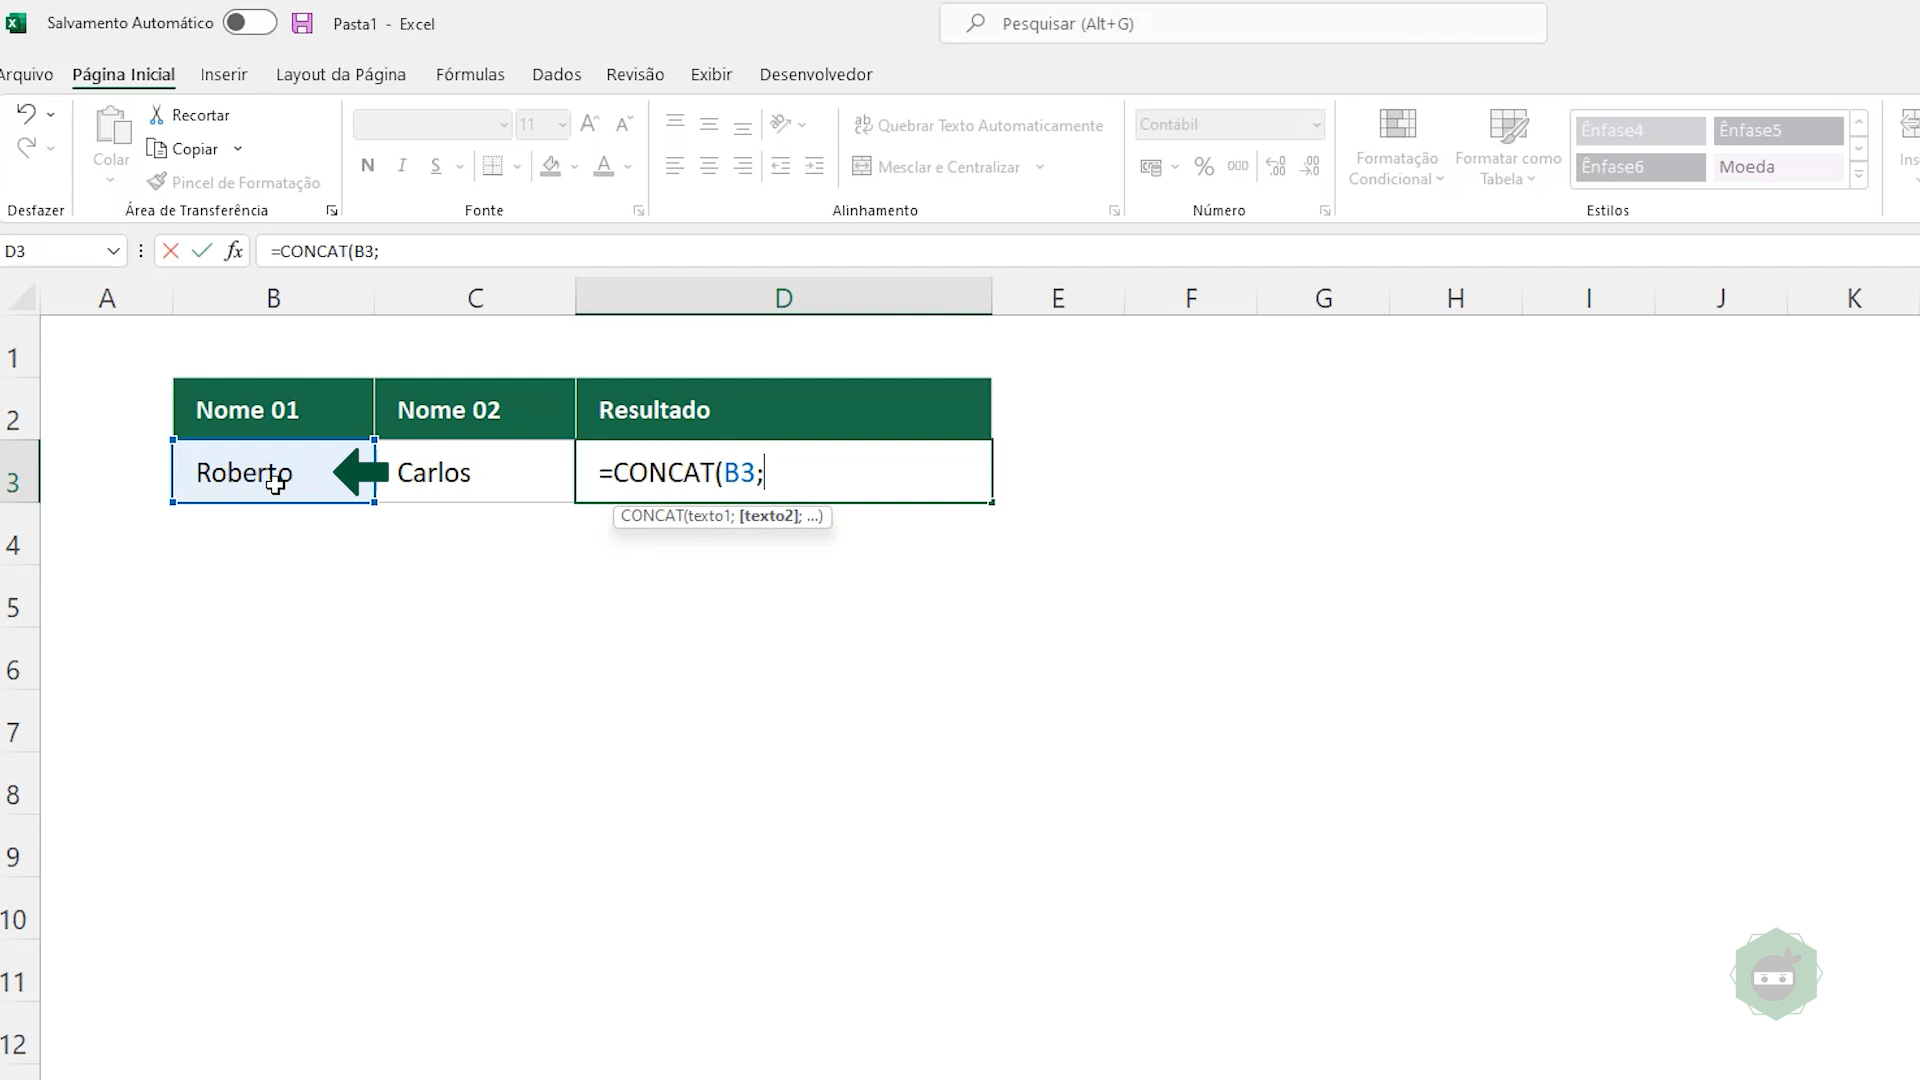 Salvamento Automático Pasta1 - Excel Pesquisar (Alt+G)
Arquivo Página Inicial Inserir Layout da Página Fórmulas Dados Revisão Exibir Desenvolvedor
Colar Recortar Copiar Pincel de Formatação
11
N I S A
ab Quebrar Texto Automaticamente
Mesclar e Centralizar
Contábil
% 000
Formatação Condicional
Formatar como Tabela
Ênfase4 Ênfase5
Ênfase6 Moeda
Ins
Desfazer Área de Transferência Fonte Alinhamento Número Estilos
D3 fx =CONCAT(B3;
A B C D E F G H I J K
1
2 Nome 01 Nome 02 Resultado
3 Roberto Carlos =CONCAT(B3;
CONCAT(texto1; [texto2]; ...)
4
5
6
7
8
9
10
11
12